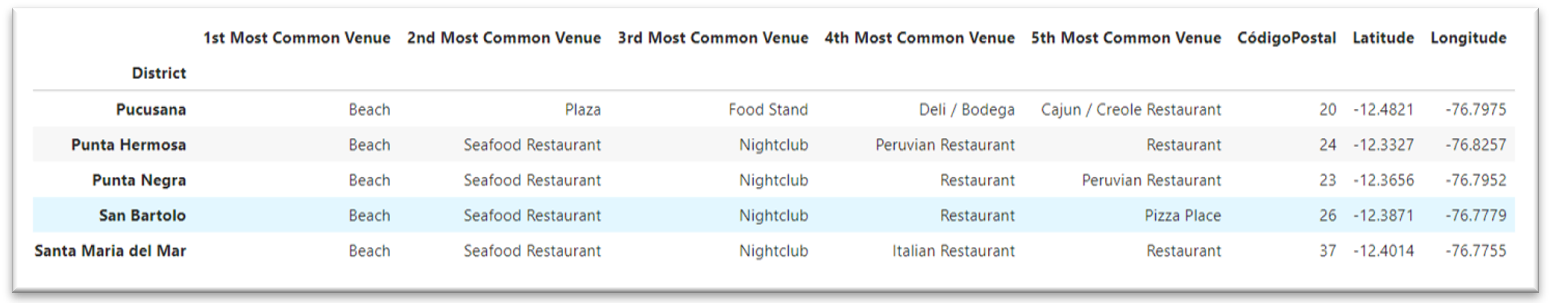 1st Most Common Venue 2nd Most Common Venue 3rd Most Common Venue 4th Most Common Venue 5th Most Common Venue CódigoPostal Latitude Longitude
District
Pucusana Beach Plaza Food Stand Deli / Bodega Cajun / Creole Restaurant 20 -12.4821 -76.7975
Punta Hermosa Beach Seafood Restaurant Nightclub Peruvian Restaurant Restaurant 24 -12.3327 -76.8257
Punta Negra Beach Seafood Restaurant Nightclub Restaurant Peruvian Restaurant 23 -12.3656 -76.7952
San Bartolo Beach Seafood Restaurant Nightclub Restaurant Pizza Place 26 -12.3871 -76.7779
Santa Maria del Mar Beach Seafood Restaurant Nightclub Italian Restaurant Restaurant 37 -12.4014 -76.7755